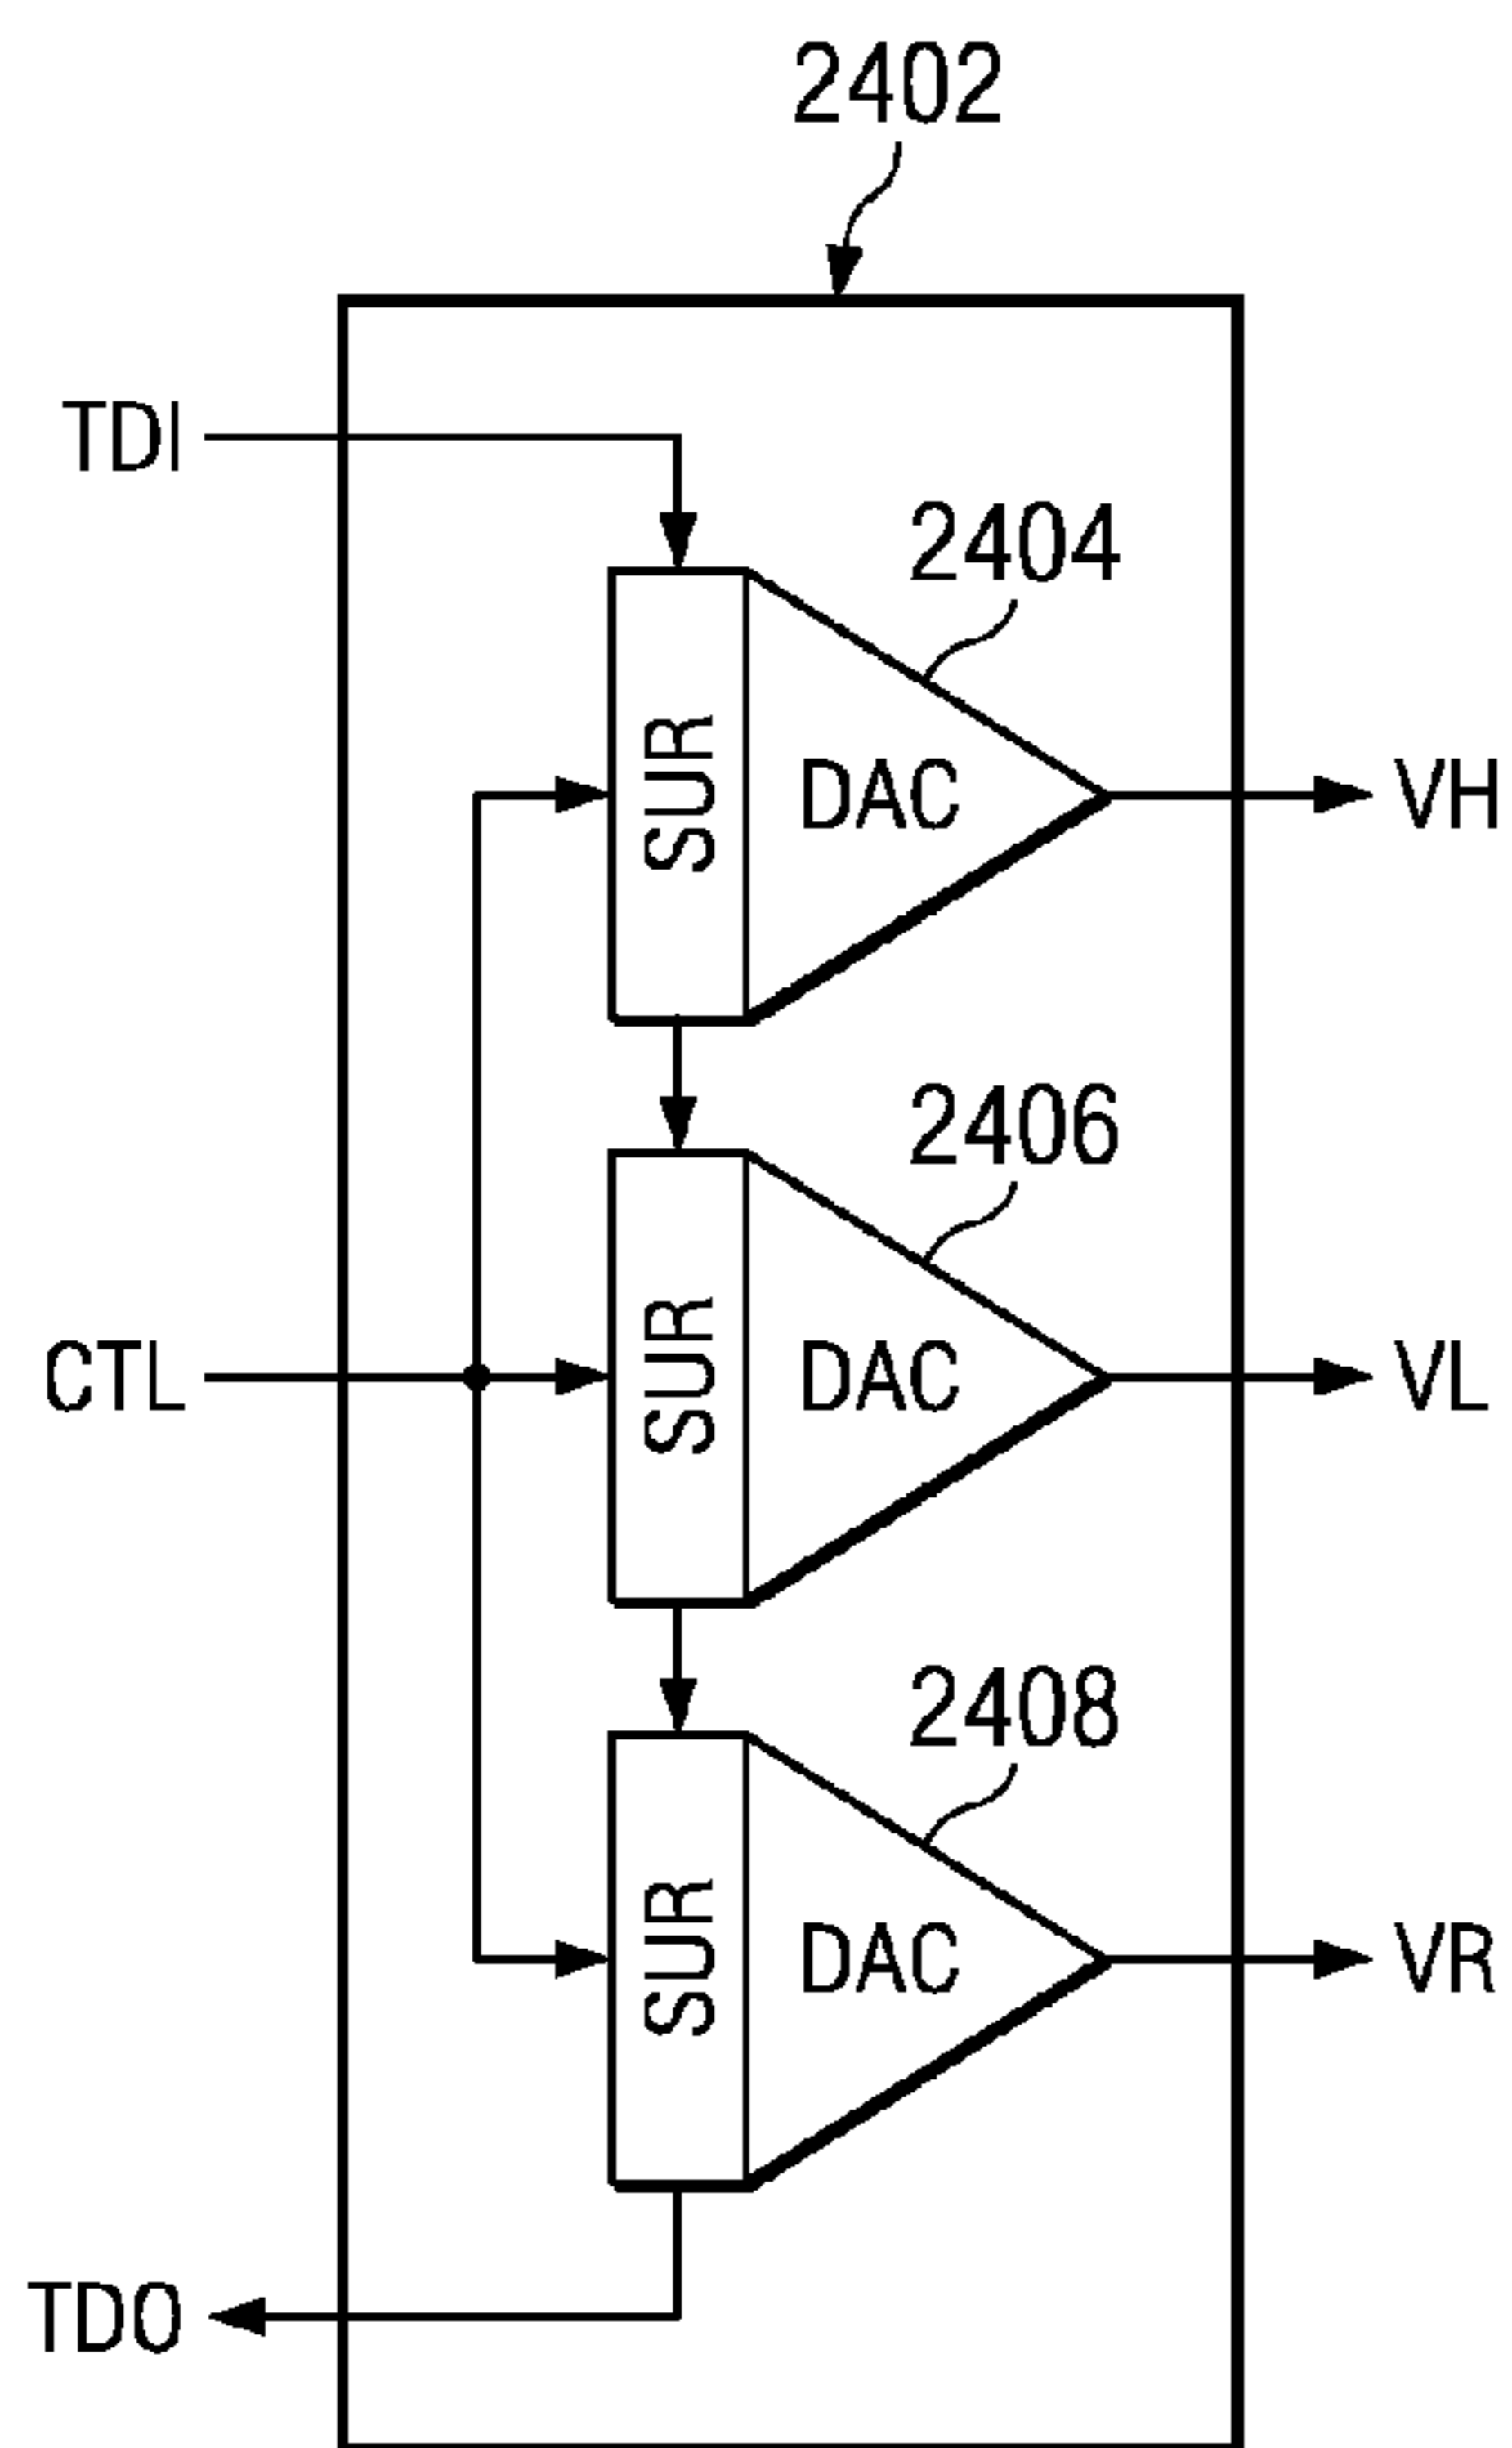 2402
TDI
2404
SUR
DAC
VH
2406
CTL
SUR
DAC
VL
2408
SUR
DAC
VR
TDO